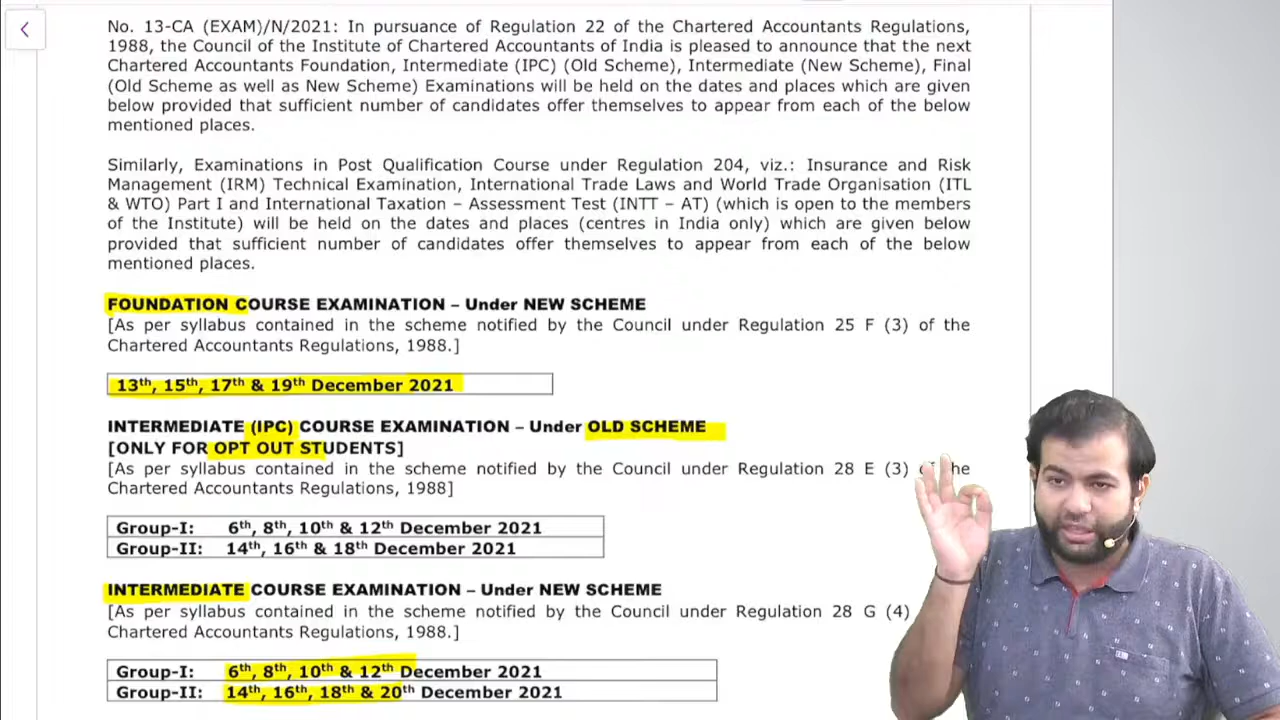 No. 13-CA (EXAM)/N/2021: In pursuance of Regulation 22 of the Chartered Accountants Regulations,
1988, the Council of the Institute of Chartered Accountants of India is pleased to announce that the next
Chartered Accountants Foundation, Intermediate (IPC) (Old Scheme), Intermediate (New Scheme), Final
(Old Scheme as well as New Scheme) Examinations will be held on the dates and places which are given
below provided that sufficient number of candidates offer themselves to appear from each of the below
mentioned places.
Similarly, Examinations in Post Qualification Course under Regulation 204, viz.: Insurance and Risk
Management (IRM) Technical Examination, International Trade Laws and World Trade Organisation (ITL
& WTO) Part I and International Taxation – Assessment Test (INTT – AT) (which is open to the members
of the Institute) will be held on the dates and places (centres in India only) which are given below
provided that sufficient number of candidates offer themselves to appear from each of the below
mentioned places.
FOUNDATION COURSE EXAMINATION – Under NEW SCHEME
[As per syllabus contained in the scheme notified by the Council under Regulation 25 F (3) of the
Chartered Accountants Regulations, 1988.]
13th, 15th, 17th & 19th December 2021
INTERMEDIATE (IPC) COURSE EXAMINATION – Under OLD SCHEME
[ONLY FOR OPT OUT STUDENTS]
[As per syllabus contained in the scheme notified by the Council under Regulation 28 E (3)
Chartered Accountants Regulations, 1988]
Group-I: 6th, 8th, 10th & 12th December 2021
Group-II: 14th, 16th & 18th December 2021
INTERMEDIATE COURSE EXAMINATION – Under NEW SCHEME
[As per syllabus contained in the scheme notified by the Council under Regulation 28 G (4)
Chartered Accountants Regulations, 1988.]
Group-I: 6th, 8th, 10th & 12th December 2021
Group-II: 14th, 16th, 18th & 20th December 2021